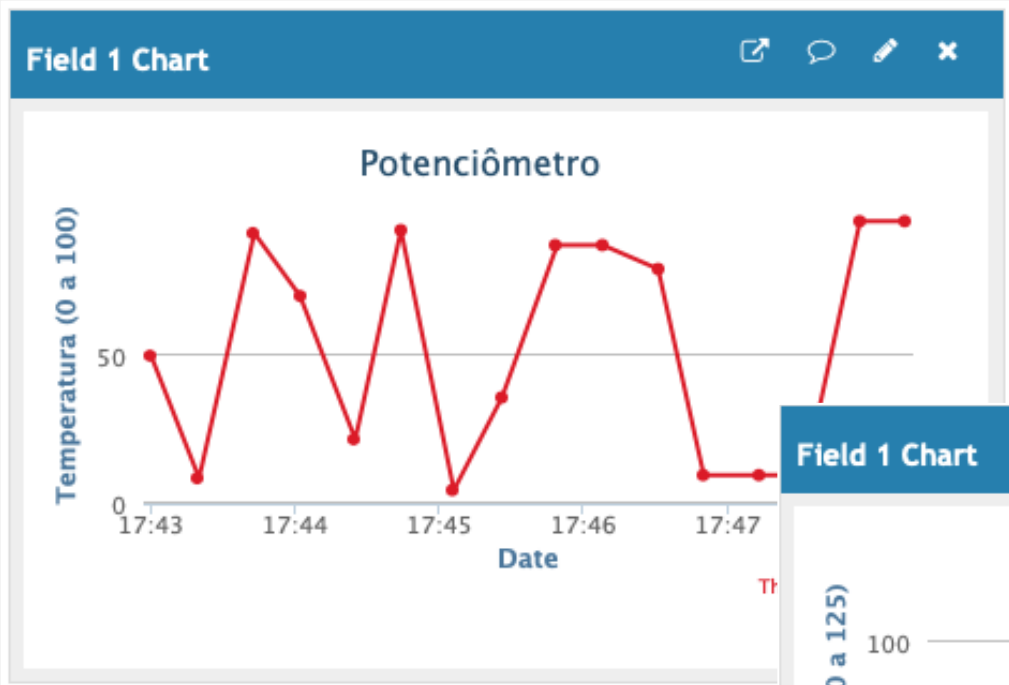 Field 1 Chart
Potenciômetro
Temperatura (0 a 100)
50
0
17:43 17:44 17:45 17:46 17:47
Date
Field 1 Chart
a 125)
100